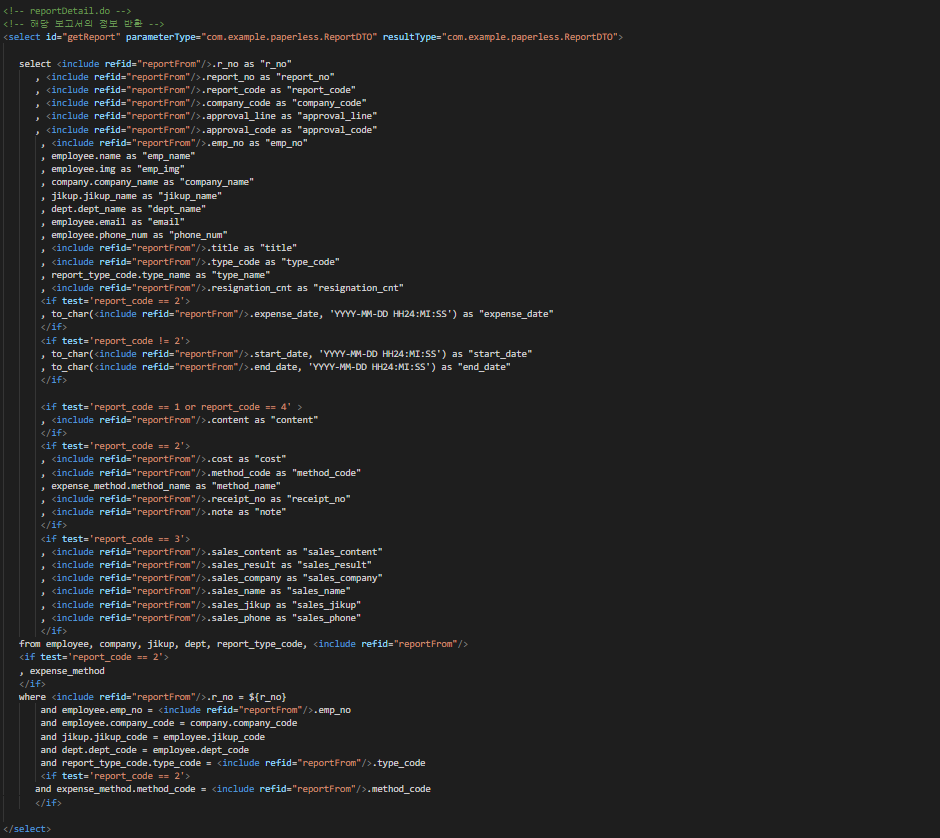 <!-- reportDetail.do -->
<!-- 해당 보고서의 정보 반환 -->
<select id="getReport" parameterType="com.example.paperless.ReportDTO" resultType="com.example.paperless.ReportDTO">
select <include refid="reportFrom"/>.r_no as "r_no"
, <include refid="reportFrom"/>.report_no as "report_no"
, <include refid="reportFrom"/>.report_code as "report_code"
, <include refid="reportFrom"/>.company_code as "company_code"
, <include refid="reportFrom"/>.approval_line as "approval_line"
, <include refid="reportFrom"/>.approval_code as "approval_code"
, <include refid="reportFrom"/>.emp_no as "emp_no"
, employee.name as "emp_name"
, employee.img as "emp_img"
, company.company_name as "company_name"
, jikup.jikup_name as "jikup_name"
, dept.dept_name as "dept_name"
, employee.email as "email"
, employee.phone_num as "phone_num"
, <include refid="reportFrom"/>.title as "title"
, <include refid="reportFrom"/>.type_code as "type_code"
, report_type_code.type_name as "type_name"
, <include refid="reportFrom"/>.resignation_cnt as "resignation_cnt"
<if test='report_code == 2'>
, to_char(<include refid="reportFrom"/>.expense_date, 'YYYY-MM-DD HH24:MI:SS') as "expense_date"
</if>
<if test='report_code != 2'>
, to_char(<include refid="reportFrom"/>.start_date, 'YYYY-MM-DD HH24:MI:SS') as "start_date"
, to_char(<include refid="reportFrom"/>.end_date, 'YYYY-MM-DD HH24:MI:SS') as "end_date"
</if>
<if test='report_code == 1 or report_code == 4' >
, <include refid="reportFrom"/>.content as "content"
</if>
<if test='report_code == 2'>
, <include refid="reportFrom"/>.cost as "cost"
, <include refid="reportFrom"/>.method_code as "method_code"
, expense_method.method_name as "method_name"
, <include refid="reportFrom"/>.receipt_no as "receipt_no"
, <include refid="reportFrom"/>.note as "note"
</if>
<if test='report_code == 3'>
, <include refid="reportFrom"/>.sales_content as "sales_content"
, <include refid="reportFrom"/>.sales_result as "sales_result"
, <include refid="reportFrom"/>.sales_company as "sales_company"
, <include refid="reportFrom"/>.sales_name as "sales_name"
, <include refid="reportFrom"/>.sales_jikup as "sales_jikup"
, <include refid="reportFrom"/>.sales_phone as "sales_phone"
</if>
from employee, company, jikup, dept, report_type_code, <include refid="reportFrom"/>
<if test='report_code == 2'>
, expense_method
</if>
where <include refid="reportFrom"/>.r_no = ${r_no}
and employee.emp_no = <include refid="reportFrom"/>.emp_no
and employee.company_code = company.company_code
and jikup.jikup_code = employee.jikup_code
and dept.dept_code = employee.dept_code
and report_type_code.type_code = <include refid="reportFrom"/>.type_code
<if test='report_code == 2'>
and expense_method.method_code = <include refid="reportFrom"/>.method_code
</if>
</select>